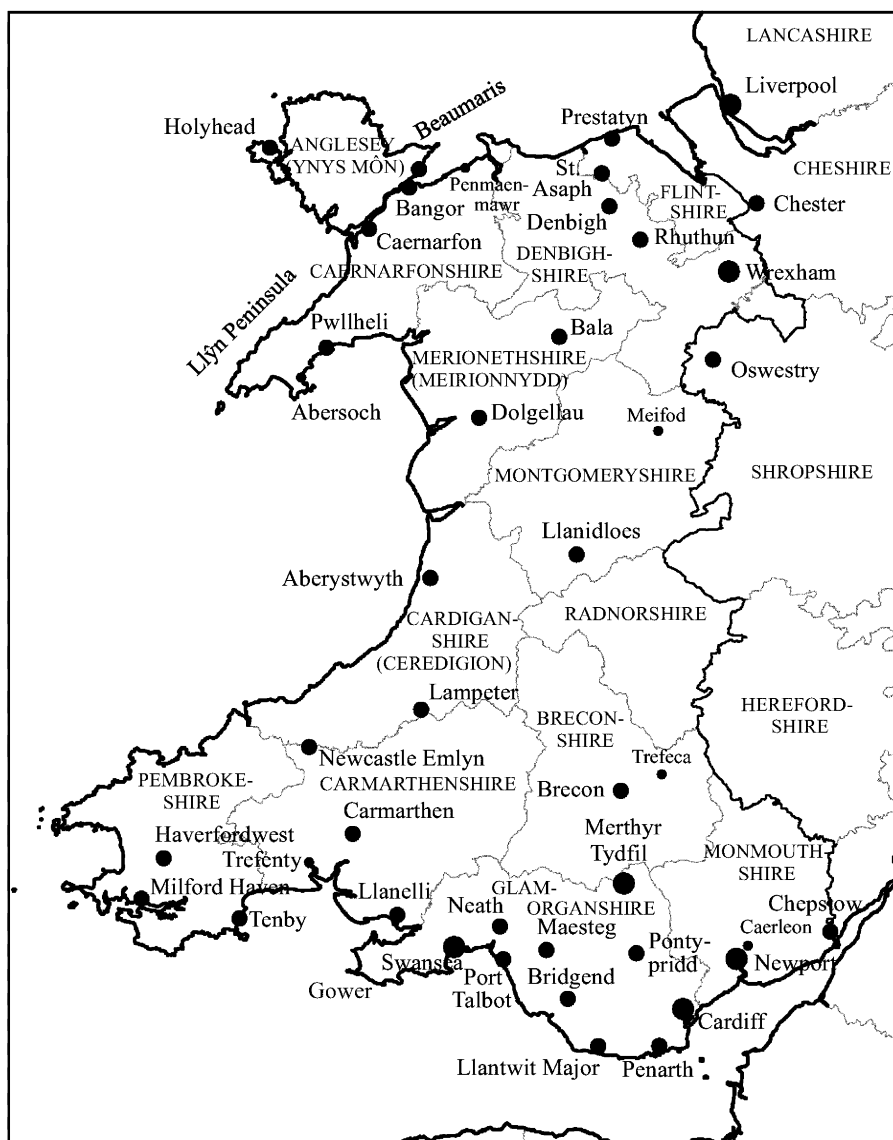 LANCASHIRE
Liverpool
Beaumaris
Prestatyn
Holyhead
ANGLESEY
(YNYS MÔN)
CHESHIRE
St.
Asaph
Penmaen-
mawr
FLINT-
SHIRE
Bangor
Denbigh
Chester
Caernarfon
Rhuthun
DENBIGH-
SHIRE
CAERNARFONSHIRE
Wrexham
Llŷn Peninsula
Pwllheli
Bala
MERIONETHSHIRE
(MEIRIONNYDD)
Oswestry
Abersoch
Dolgellau
Meifod
MONTGOMERYSHIRE
SHROPSHIRE
Llanidloes
Aberystwyth
RADNORSHIRE
CARDIGAN-
SHIRE
(CEREDIGION)
Lampeter
HEREFORD-
SHIRE
BRECON-
SHIRE
Newcastle Emlyn
Trefeca
PEMBROKE-
SHIRE
CARMARTHENSHIRE
Brecon
Carmarthen
Merthyr
Tydfil
Haverfordwest
Trefenty
MONMOUTH-
SHIRE
Milford Haven
Llanelli
GLAM-
ORGANSHIRE
Chepstow
Neath
Tenby
Maesteg
Caerleon
Ponty-
pridd
Swansea
Newport
Port
Talbot
Bridgend
Gower
Cardiff
Llantwit Major
Penarth